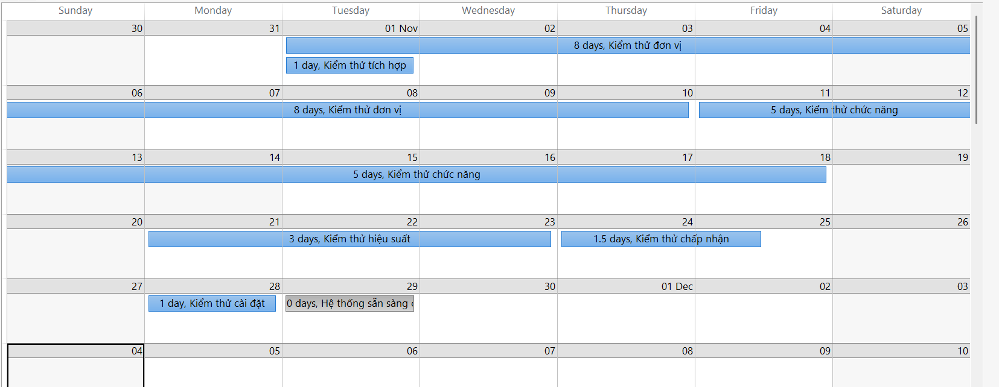 Sunday Monday Tuesday Wednesday Thursday Friday Saturday
30 31 01 Nov 02 03 04 05
8 days, Kiểm thử đơn vị
1 day, Kiểm thử tích hợp
06 07 08 09 10 11 12
8 days, Kiểm thử đơn vị 5 days, Kiểm thử chức năng
13 14 15 16 17 18 19
5 days, Kiểm thử chức năng
20 21 22 23 24 25 26
3 days, Kiểm thử hiệu suất 1.5 days, Kiểm thử chấp nhận
27 28 29 30 01 Dec 02 03
1 day, Kiểm thử cài đặt 0 days, Hệ thống sẵn sàng
04 05 06 07 08 09 10